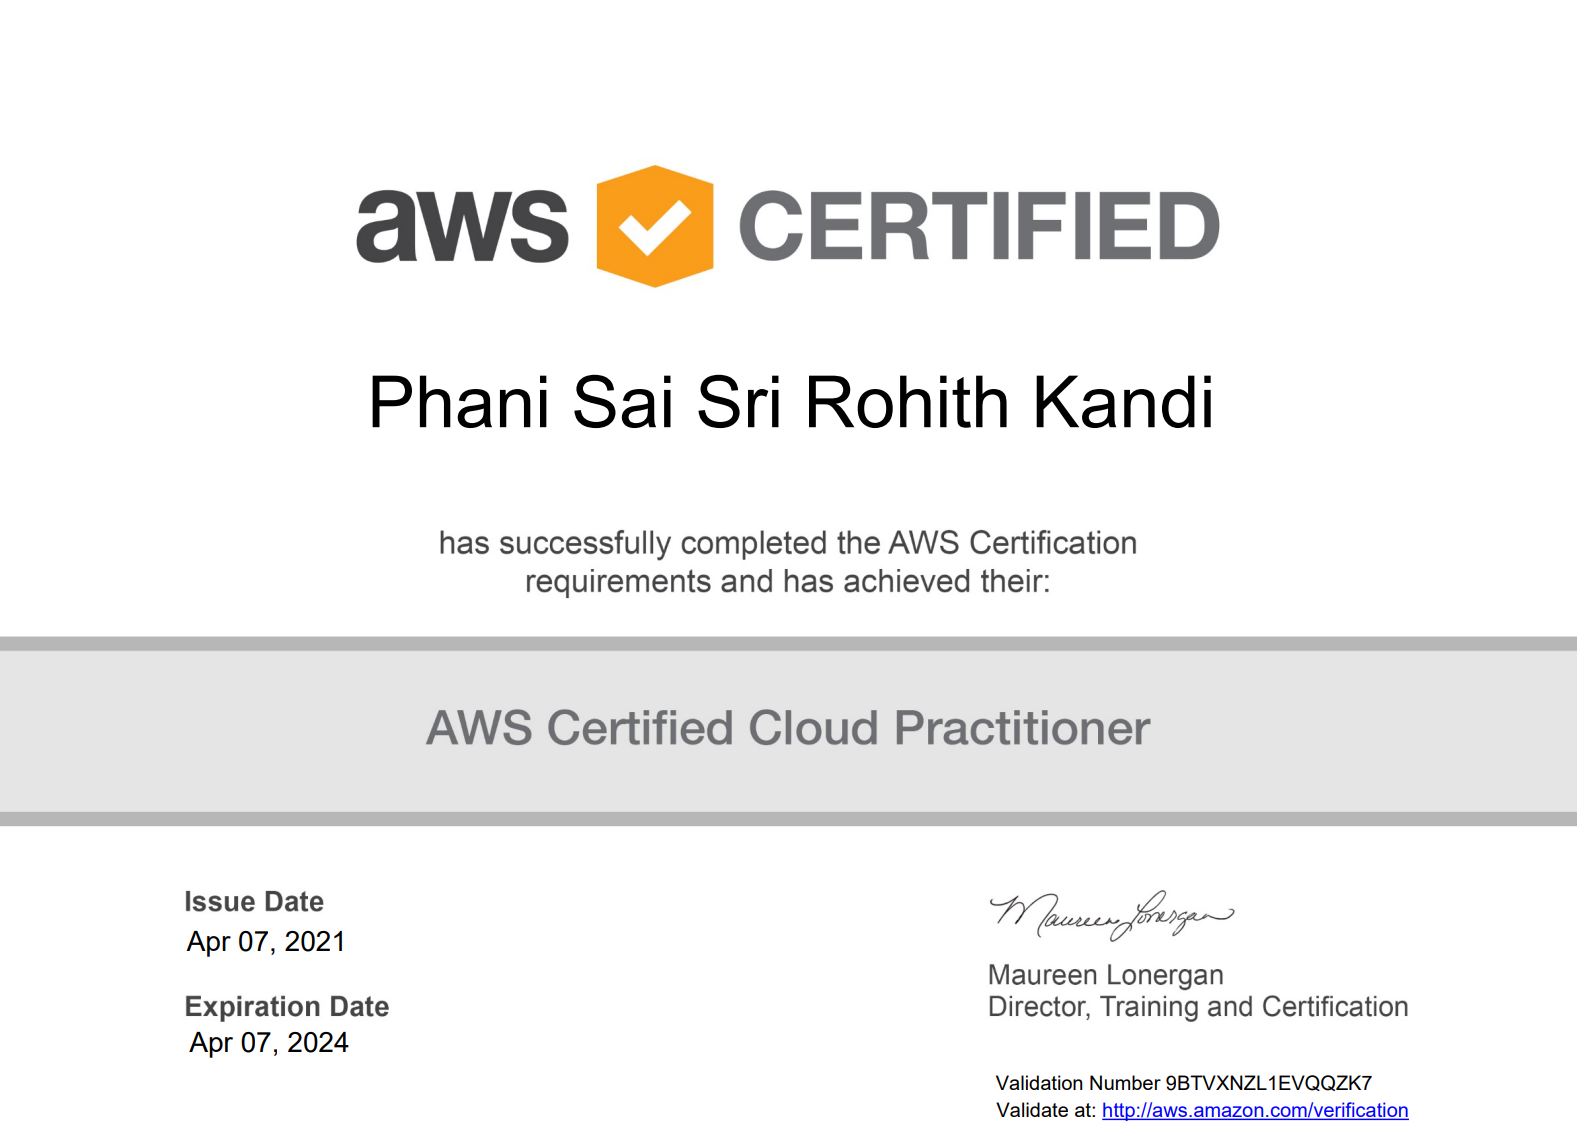 aws CERTIFIED
Phani Sai Sri Rohith Kandi
has successfully completed the AWS Certification
requirements and has achieved their:
AWS Certified Cloud Practitioner
Issue Date
Apr 07, 2021
Expiration Date
Apr 07, 2024
Maureen Lonergan
Maureen Lonergan
Director, Training and Certification
Validation Number 9BTVXNZL1EVQQZK7
Validate at: http://aws.amazon.com/verification